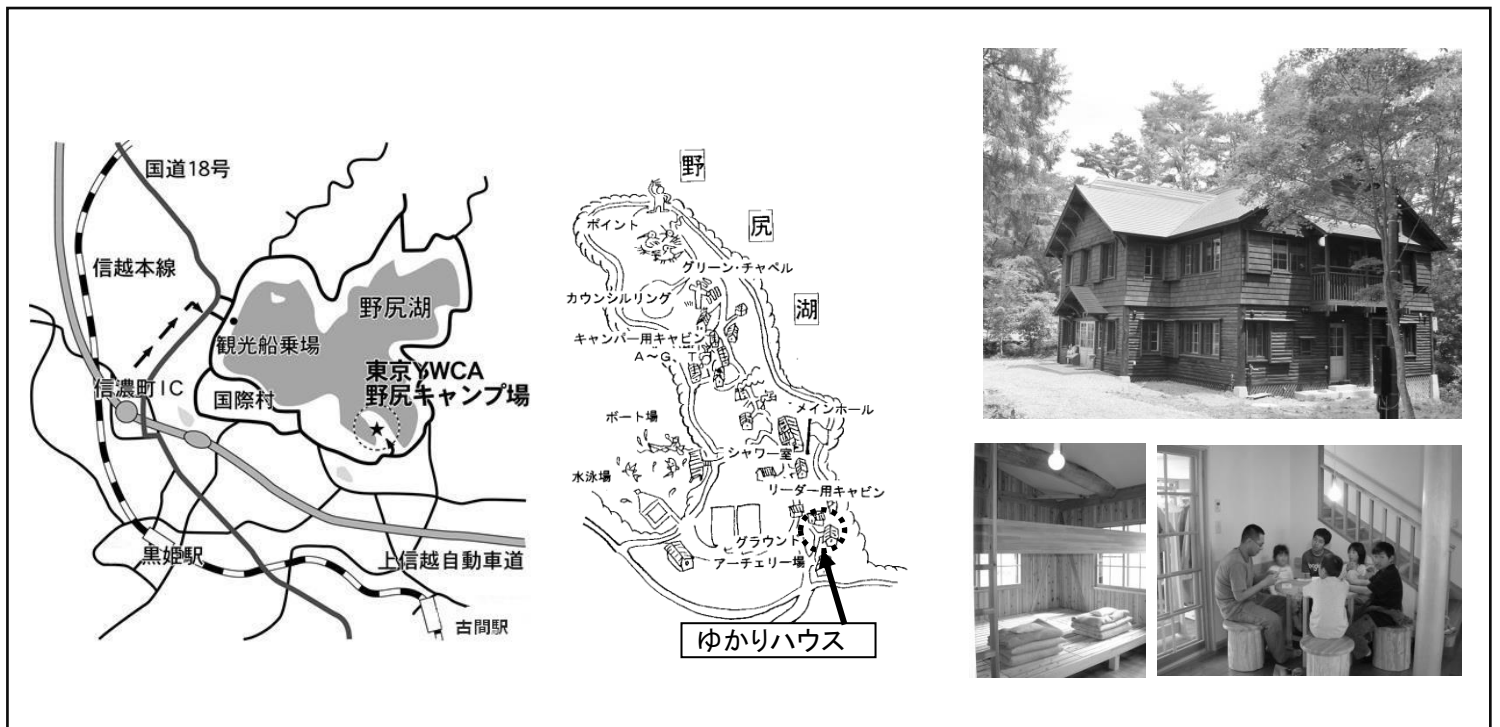 国道18号
信越本線
野尻湖
観光船乗場
東京YWCA
野尻キャンプ場
信濃町IC
国際村
黒姫駅
上信越自動車道
古間駅
野
尻
湖
ポイント
グリーン・チャペル
カウンシルリング
キャンパー用キャビン
A～G、T
メインホール
ボート場
シャワー室
水泳場
リーダー用キャビン
グラウント
アーチェリー場
ゆかりハウス